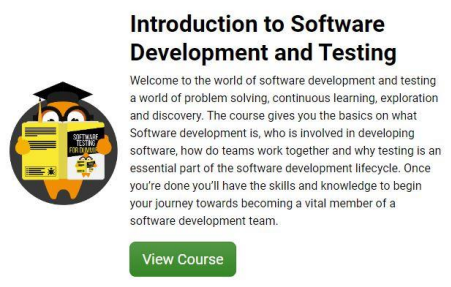 Introduction to Software
Development and Testing
Welcome to the world of software development and testing
a world of problem solving, continuous learning, exploration
and discovery. The course gives you the basics on what
Software development is, who is involved in developing
software, how do teams work together and why testing is an
essential part of the software development lifecycle. Once
you're done you'll have the skills and knowledge to begin
your journey towards becoming a vital member of a
software development team.
SOFTWARE
TESTING
FOR DUMMIES
View Course